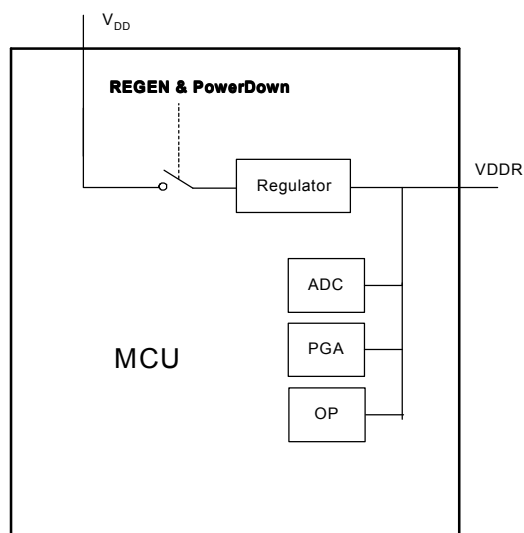 VDD
REGEN & PowerDown
Regulator
VDDR
ADC
PGA
MCU
OP